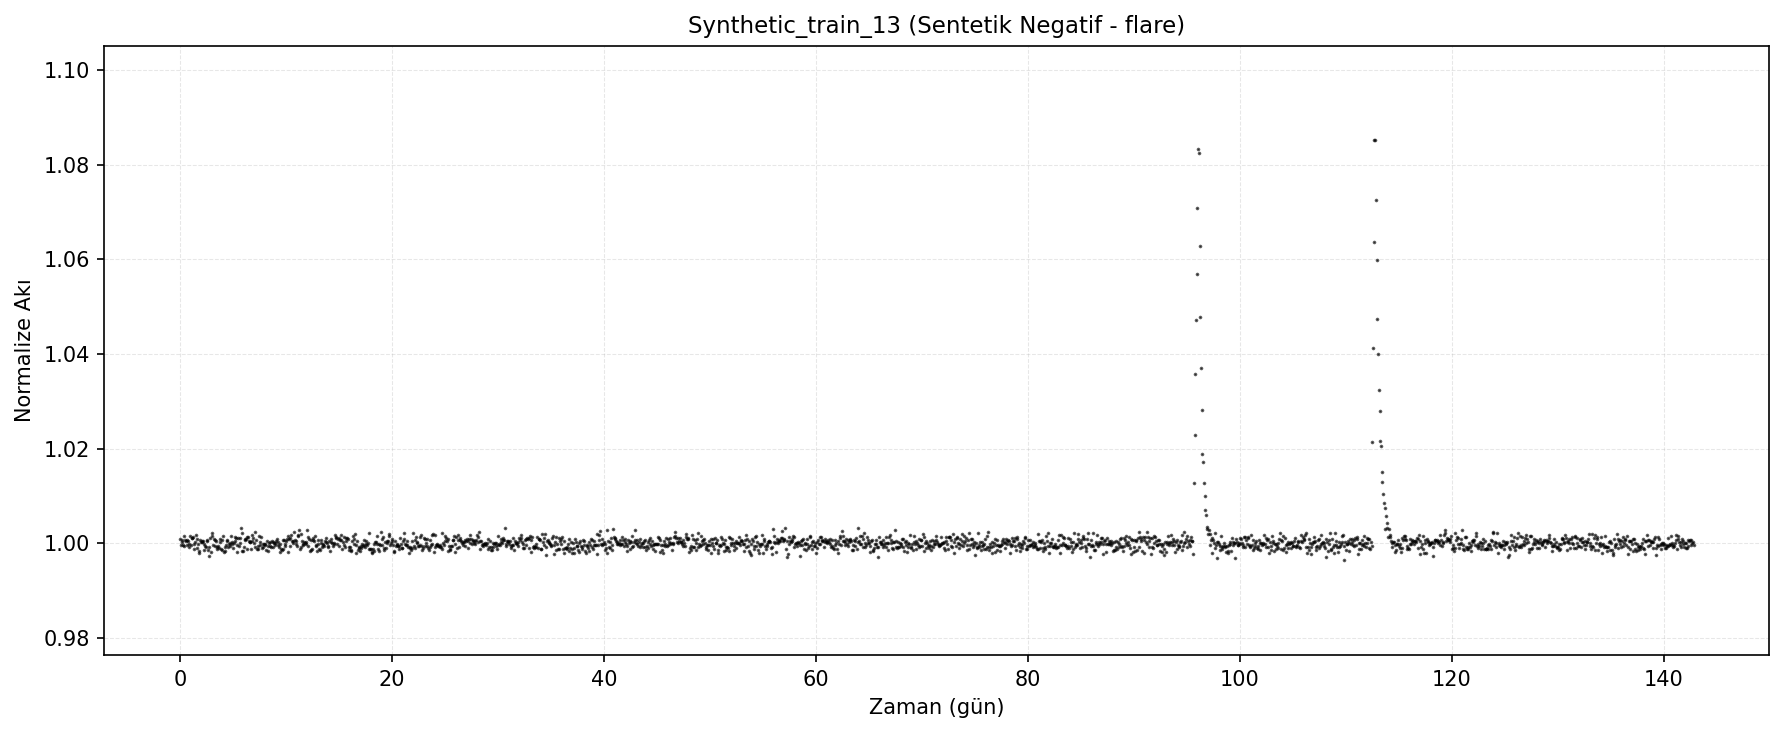 Synthetic_train_13 (Sentetik Negatif - flare)
1.10
1.08
1.06
1.04
1.02
1.00
0.98
Normalize Akı
0 20 40 60 80 100 120 140
Zaman (gün)